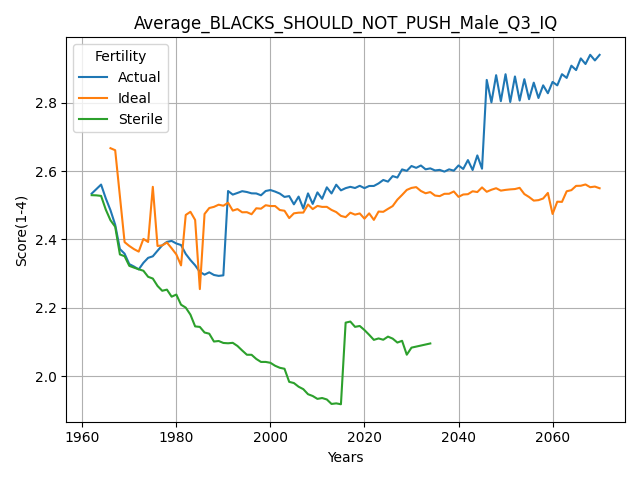 Average_BLACKS_SHOULD_NOT_PUSH_Male_Q3_IQ
Fertility
Actual
Ideal
Sterile
Score(1-4)
2.8
2.6
2.4
2.2
2.0
1960 1980 2000 2020 2040 2060
Years